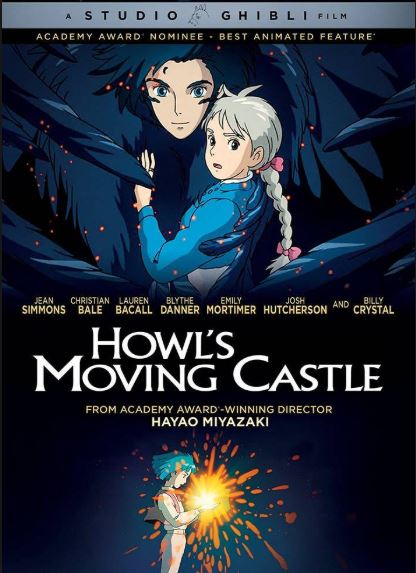 A STUDIO GHIBLI FILM
ACADEMY AWARD® NOMINEE - BEST ANIMATED FEATURE®
JEAN SIMMONS CHRISTIAN BALE LAUREN BACALL BLYTHE DANNER EMILY MORTIMER JOSH HUTCHERSON AND BILLY CRYSTAL
HOWL'S
MOVING CASTLE
FROM ACADEMY AWARD®-WINNING DIRECTOR
HAYAO MIYAZAKI